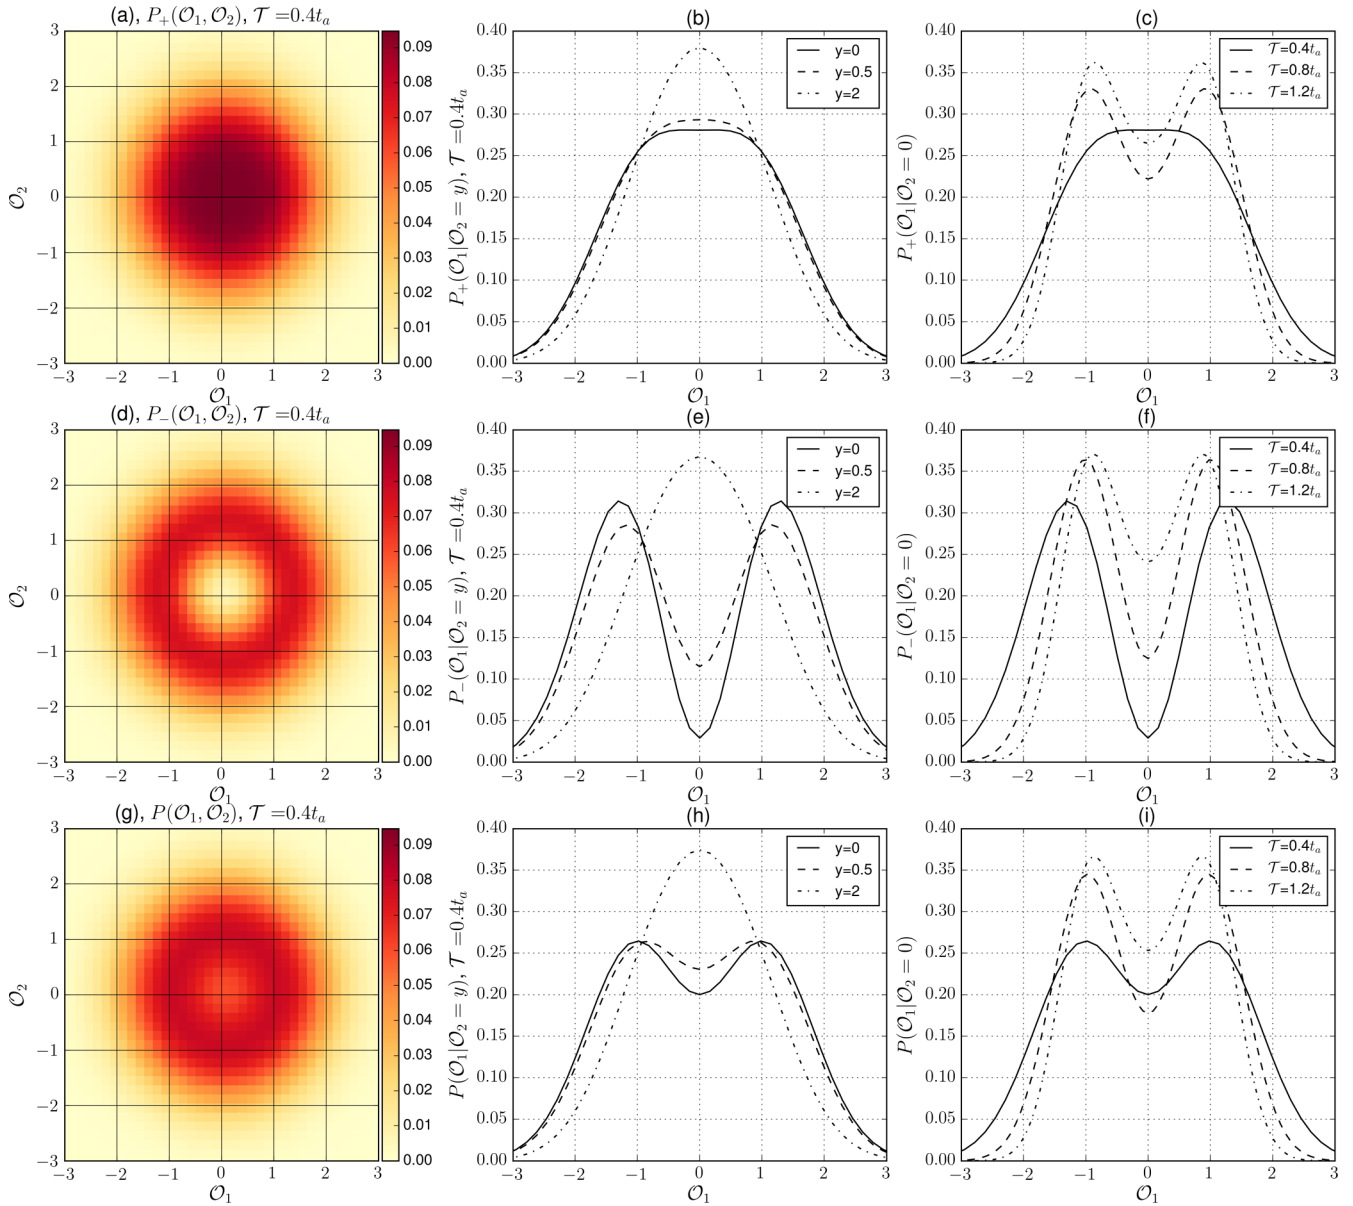 (a), P₊(𝒪₁, 𝒪₂), 𝒯 =0.4tₐ
𝒪₂
3
2
1
0
−1
−2
−3
−3 −2 −1 0 1 2 3
𝒪₁
0.09
0.08
0.07
0.06
0.05
0.04
0.03
0.02
0.01
0.00
(b)
P₊(𝒪₁|𝒪₂ = y), 𝒯 =0.4tₐ
0.40
0.35
0.30
0.25
0.20
0.15
0.10
0.05
0.00
−3 −2 −1 0 1 2 3
𝒪₁
y=0
y=0.5
y=2
(c)
P₊(𝒪₁|𝒪₂ = 0)
0.40
0.35
0.30
0.25
0.20
0.15
0.10
0.05
0.00
−3 −2 −1 0 1 2 3
𝒪₁
𝒯=0.4tₐ
𝒯=0.8tₐ
𝒯=1.2tₐ
(d), P₋(𝒪₁, 𝒪₂), 𝒯 =0.4tₐ
𝒪₂
3
2
1
0
−1
−2
−3
−3 −2 −1 0 1 2 3
𝒪₁
0.09
0.08
0.07
0.06
0.05
0.04
0.03
0.02
0.01
0.00
(e)
P₋(𝒪₁|𝒪₂ = y), 𝒯 =0.4tₐ
0.40
0.35
0.30
0.25
0.20
0.15
0.10
0.05
0.00
−3 −2 −1 0 1 2 3
𝒪₁
y=0
y=0.5
y=2
(f)
P₋(𝒪₁|𝒪₂ = 0)
0.40
0.35
0.30
0.25
0.20
0.15
0.10
0.05
0.00
−3 −2 −1 0 1 2 3
𝒪₁
𝒯=0.4tₐ
𝒯=0.8tₐ
𝒯=1.2tₐ
(g), P(𝒪₁, 𝒪₂), 𝒯 =0.4tₐ
𝒪₂
3
2
1
0
−1
−2
−3
−3 −2 −1 0 1 2 3
𝒪₁
0.09
0.08
0.07
0.06
0.05
0.04
0.03
0.02
0.01
0.00
(h)
P(𝒪₁|𝒪₂ = y), 𝒯 =0.4tₐ
0.40
0.35
0.30
0.25
0.20
0.15
0.10
0.05
0.00
−3 −2 −1 0 1 2 3
𝒪₁
y=0
y=0.5
y=2
(i)
P(𝒪₁|𝒪₂ = 0)
0.40
0.35
0.30
0.25
0.20
0.15
0.10
0.05
0.00
−3 −2 −1 0 1 2 3
𝒪₁
𝒯=0.4tₐ
𝒯=0.8tₐ
𝒯=1.2tₐ